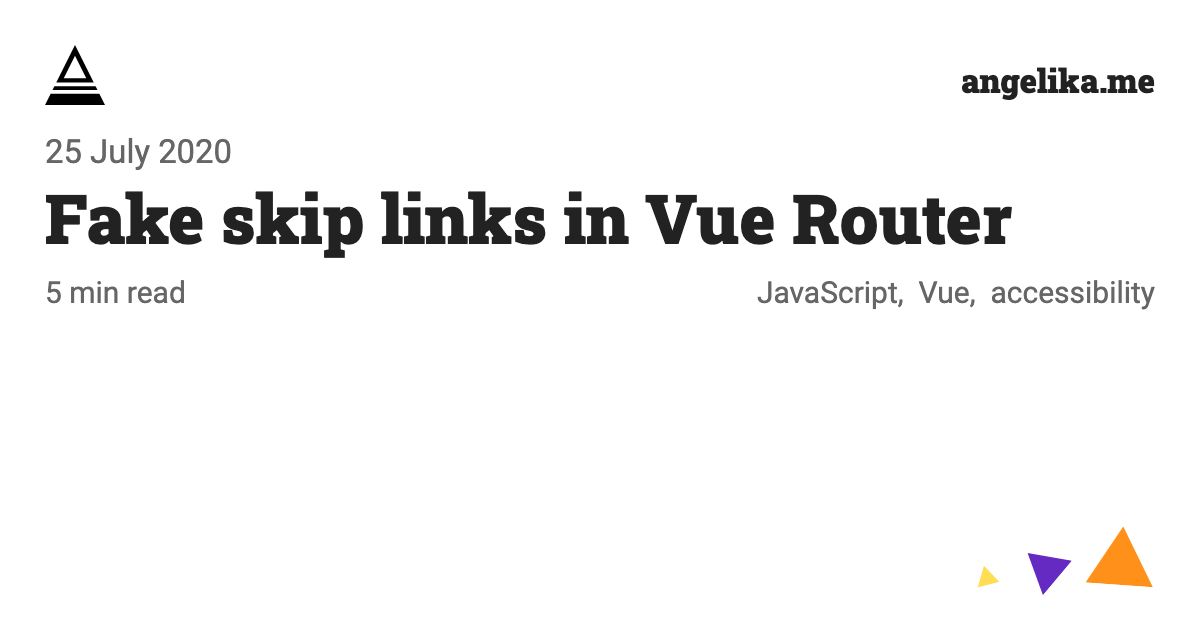 angelika.me
25 July 2020
Fake skip links in Vue Router
5 min read
JavaScript, Vue, accessibility